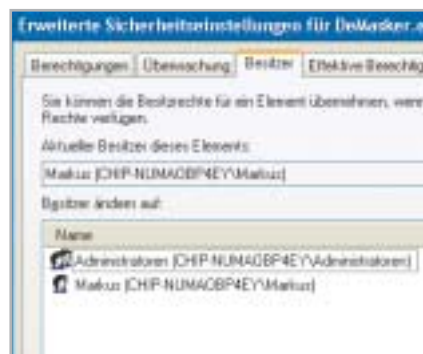 Erweiterte Sicherheitseinstellungen für DeMasker.e
Berechtigungen Überwachung Besitzer Effektive Berechtig
Sie können die Besitzrechte für ein Element übernehmen, wenn
Rechte verfügen.
Aktueller Besitzer dieses Elements:
Markus (CHIP-NUMAOBP4EY\Markus)
Besitzer ändern auf:
Name
Administratoren (CHIP-NUMAOBP4EY\Administratoren)
Markus (CHIP-NUMAOBP4EY\Markus)